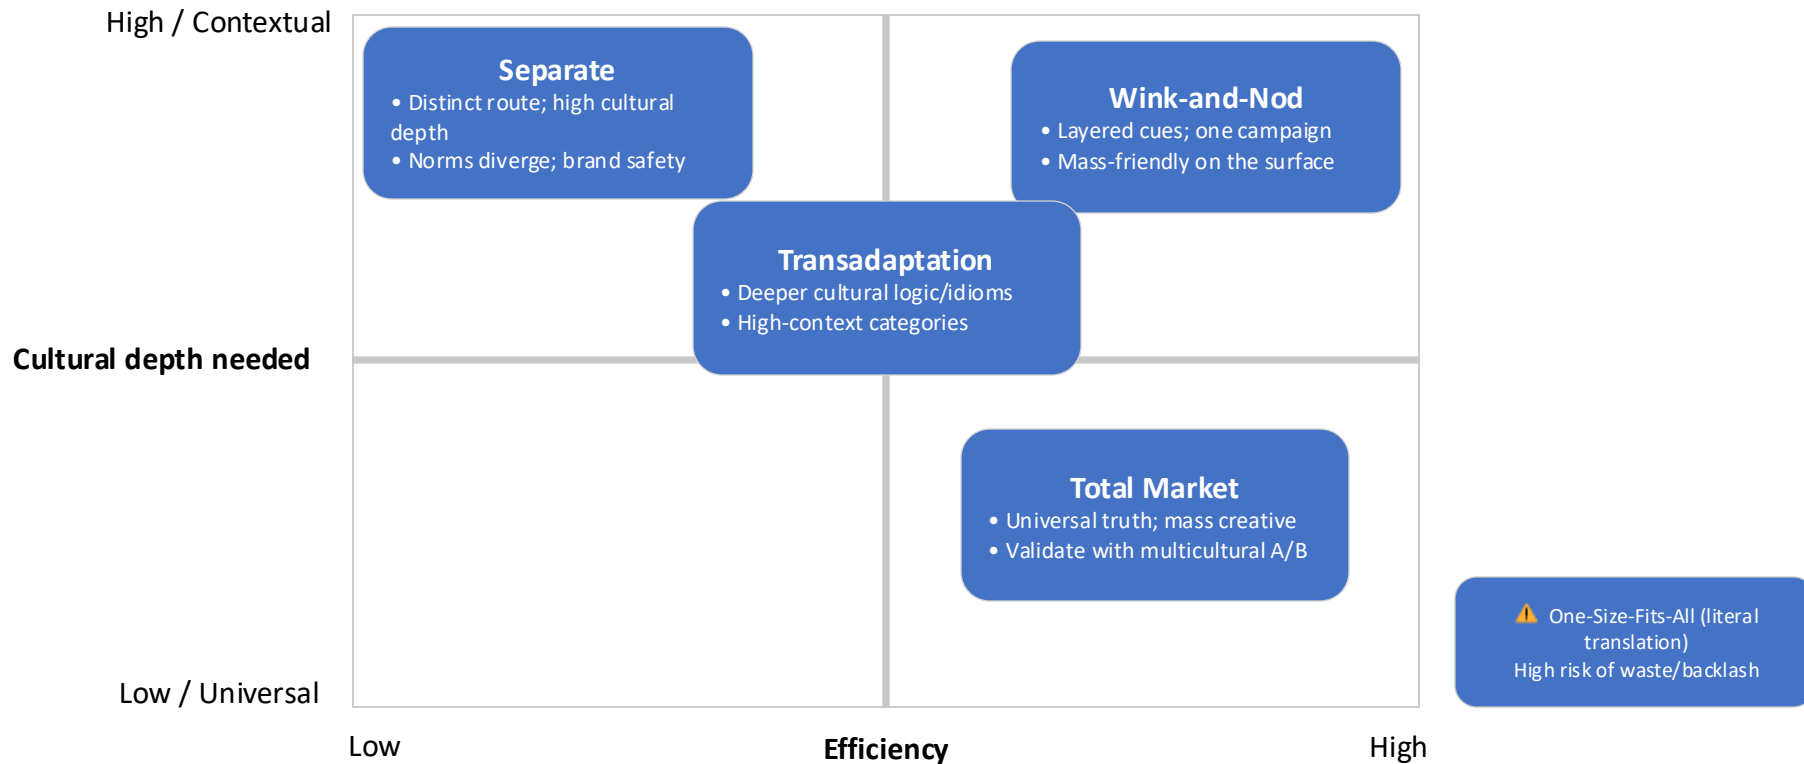 High / Contextual
Separate
• Distinct route; high cultural
depth
• Norms diverge; brand safety
Wink-and-Nod
• Layered cues; one campaign
• Mass-friendly on the surface
Transadaptation
• Deeper cultural logic/idioms
• High-context categories
Cultural depth needed
Total Market
• Universal truth; mass creative
• Validate with multicultural A/B
⚠ One-Size-Fits-All (literal
translation)
High risk of waste/backlash
Low / Universal
Low
Efficiency
High